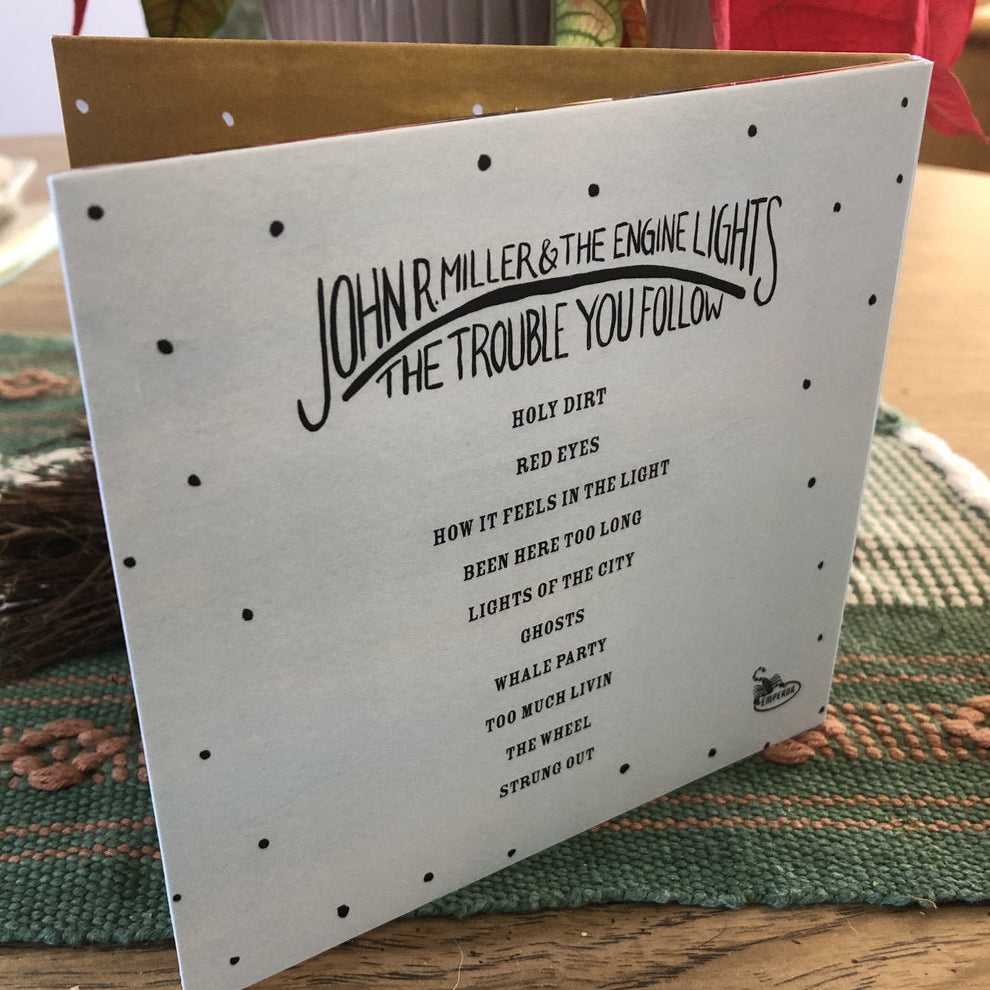 JOHN R. MILLER & THE ENGINE LIGHTS
THE TROUBLE YOU FOLLOW
HOLY DIRT
RED EYES
HOW IT FEELS IN THE LIGHT
BEEN HERE TOO LONG
LIGHTS OF THE CITY
GHOSTS
WHALE PARTY
TOO MUCH LIVIN
THE WHEEL
STRUNG OUT
EMPEROR